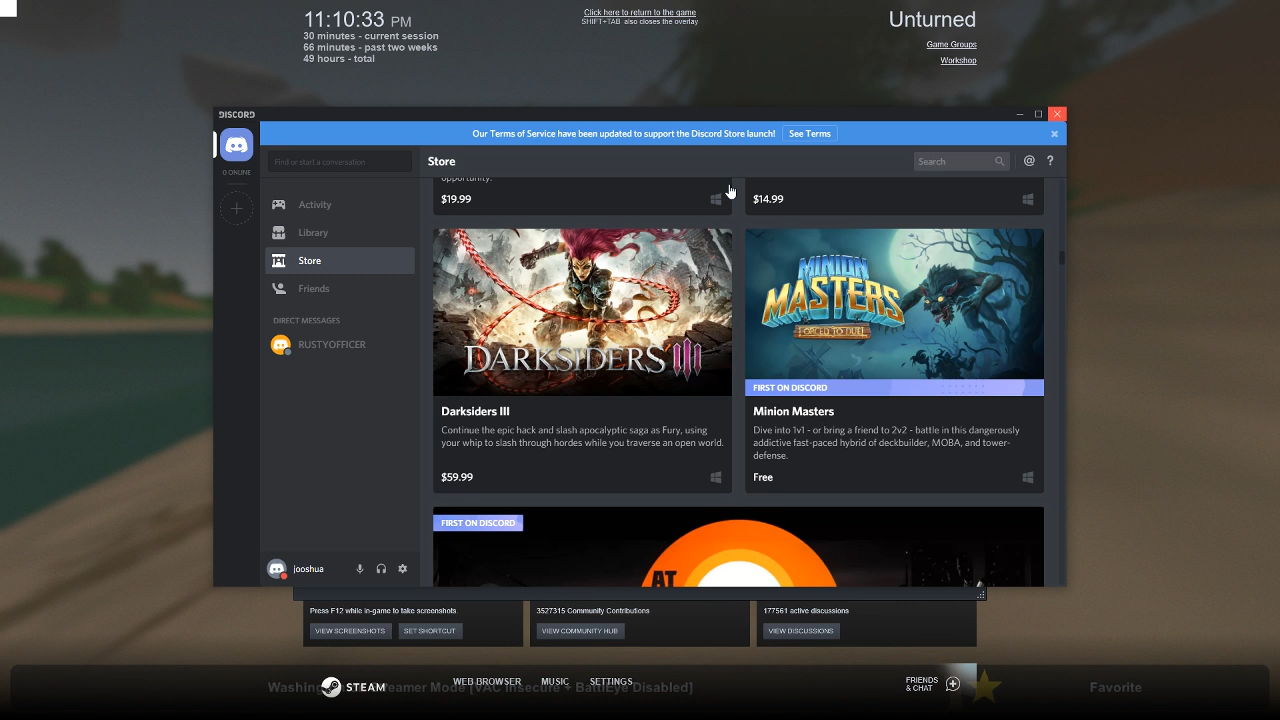 11:10:33 PM
30 minutes - current session
66 minutes - past two weeks
49 hours - total
Click here to return to the game
SHIFT+TAB also closes the overlay
Unturned
Game Groups
Workshop
DISCORD
Our Terms of Service have been updated to support the Discord Store launch! See Terms
0 ONLINE
Find or start a conversation
Activity
Library
Store
Friends
DIRECT MESSAGES
RUSTYOFFICER
jooshua
Store
Search
opportunity.
$19.99
$14.99
DARKSIDERS III
Darksiders III
Continue the epic hack and slash apocalyptic saga as Fury, using
your whip to slash through hordes while you traverse an open world.
$59.99
MINION
MASTERS
FORCED TO DUEL
FIRST ON DISCORD
Minion Masters
Dive into 1v1 - or bring a friend to 2v2 - battle in this dangerously
addictive fast-paced hybrid of deckbuilder, MOBA, and tower-
defense.
Free
FIRST ON DISCORD
AT
Press F12 while in-game to take screenshots.
VIEW SCREENSHOTS
SET SHORTCUT
3527315 Community Contributions
VIEW COMMUNITY HUB
177561 active discussions
VIEW DISCUSSIONS
STEAM
WEB BROWSER
MUSIC
SETTINGS
FRIENDS
& CHAT
Mode [VAC Insecure + BattlEye Disabled]
Favorite